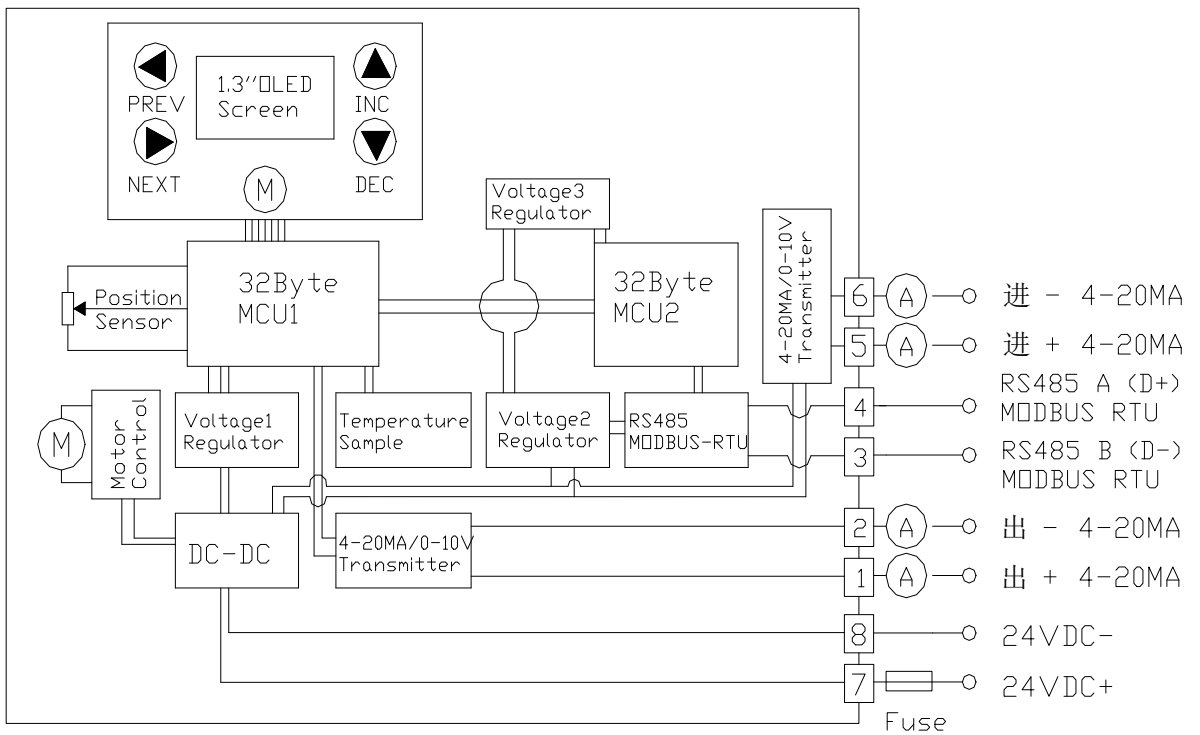 1.3''OLED
Screen
PREV
INC
NEXT
DEC
M
Voltage3
Regulator
4-20MA/0-10V
Transmitter
32Byte
MCU1
32Byte
MCU2
Position
Sensor
6
A
进 - 4-20MA
5
A
进 + 4-20MA
4
RS485 A (D+)
MODBUS RTU
3
RS485 B (D-)
MODBUS RTU
M
Motor
Control
Voltage1
Regulator
Temperature
Sample
Voltage2
Regulator
RS485
MODBUS-RTU
DC-DC
4-20MA/0-10V
Transmitter
2
A
出 - 4-20MA
1
A
出 + 4-20MA
8
24VDC-
7
24VDC+
Fuse